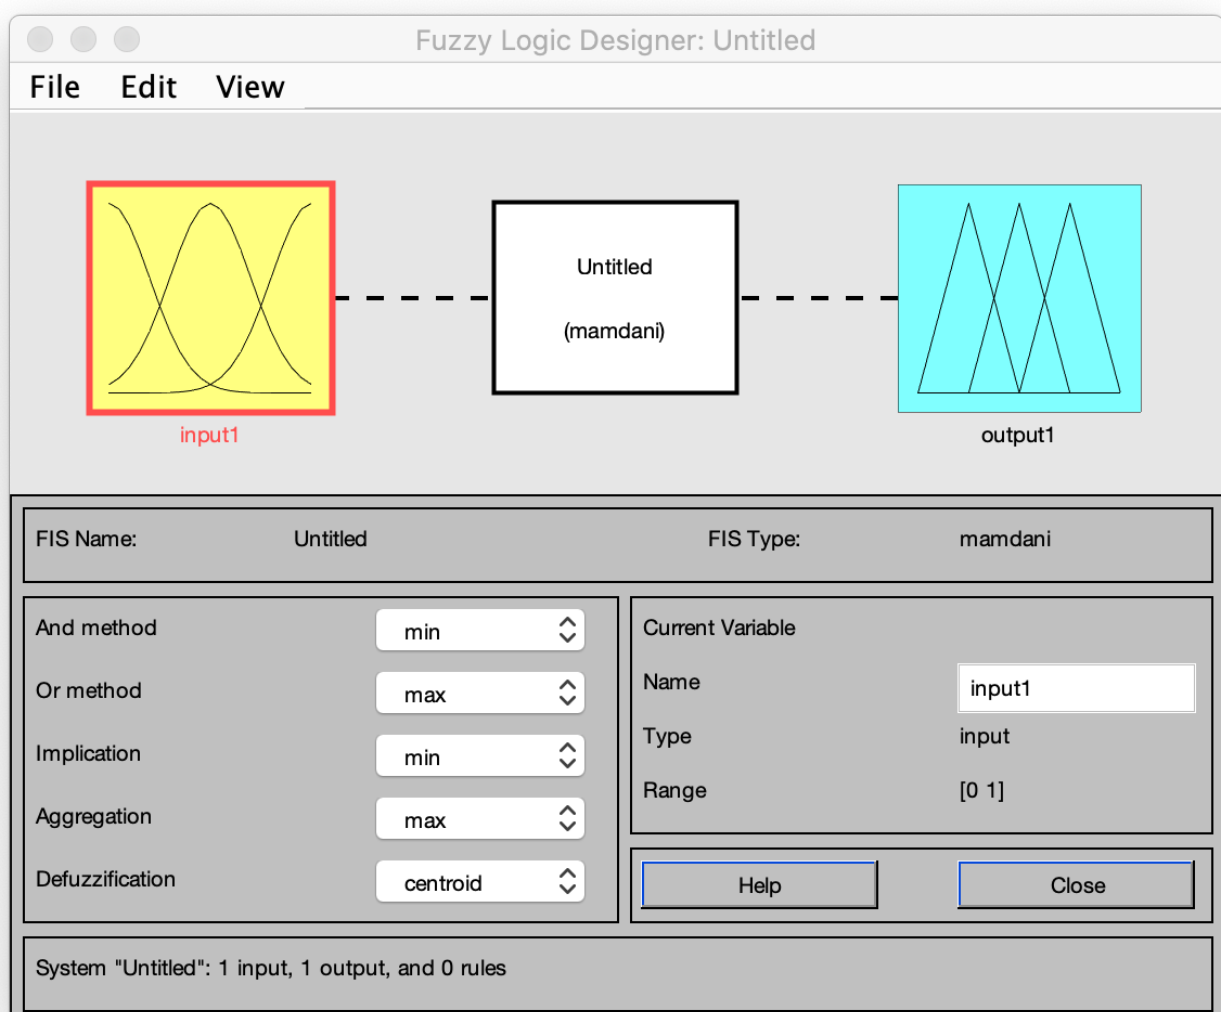 Fuzzy Logic Designer: Untitled
File Edit View
Untitled
(mamdani)
input1
output1
FIS Name: Untitled FIS Type: mamdani
And method min
Or method max
Implication min
Aggregation max
Defuzzification centroid
Current Variable
Name input1
Type input
Range [0 1]
Help Close
System "Untitled": 1 input, 1 output, and 0 rules